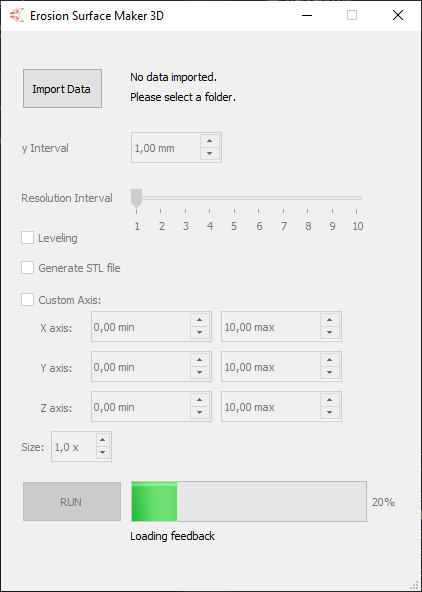 Erosion Surface Maker 3D
Import Data
No data imported.
Please select a folder.
y Interval
1,00 mm
Resolution Interval
1 2 3 4 5 6 7 8 9 10
Leveling
Generate STL file
Custom Axis:
X axis: 0,00 min 10,00 max
Y axis: 0,00 min 10,00 max
Z axis: 0,00 min 10,00 max
Size: 1,0 x
RUN 20%
Loading feedback